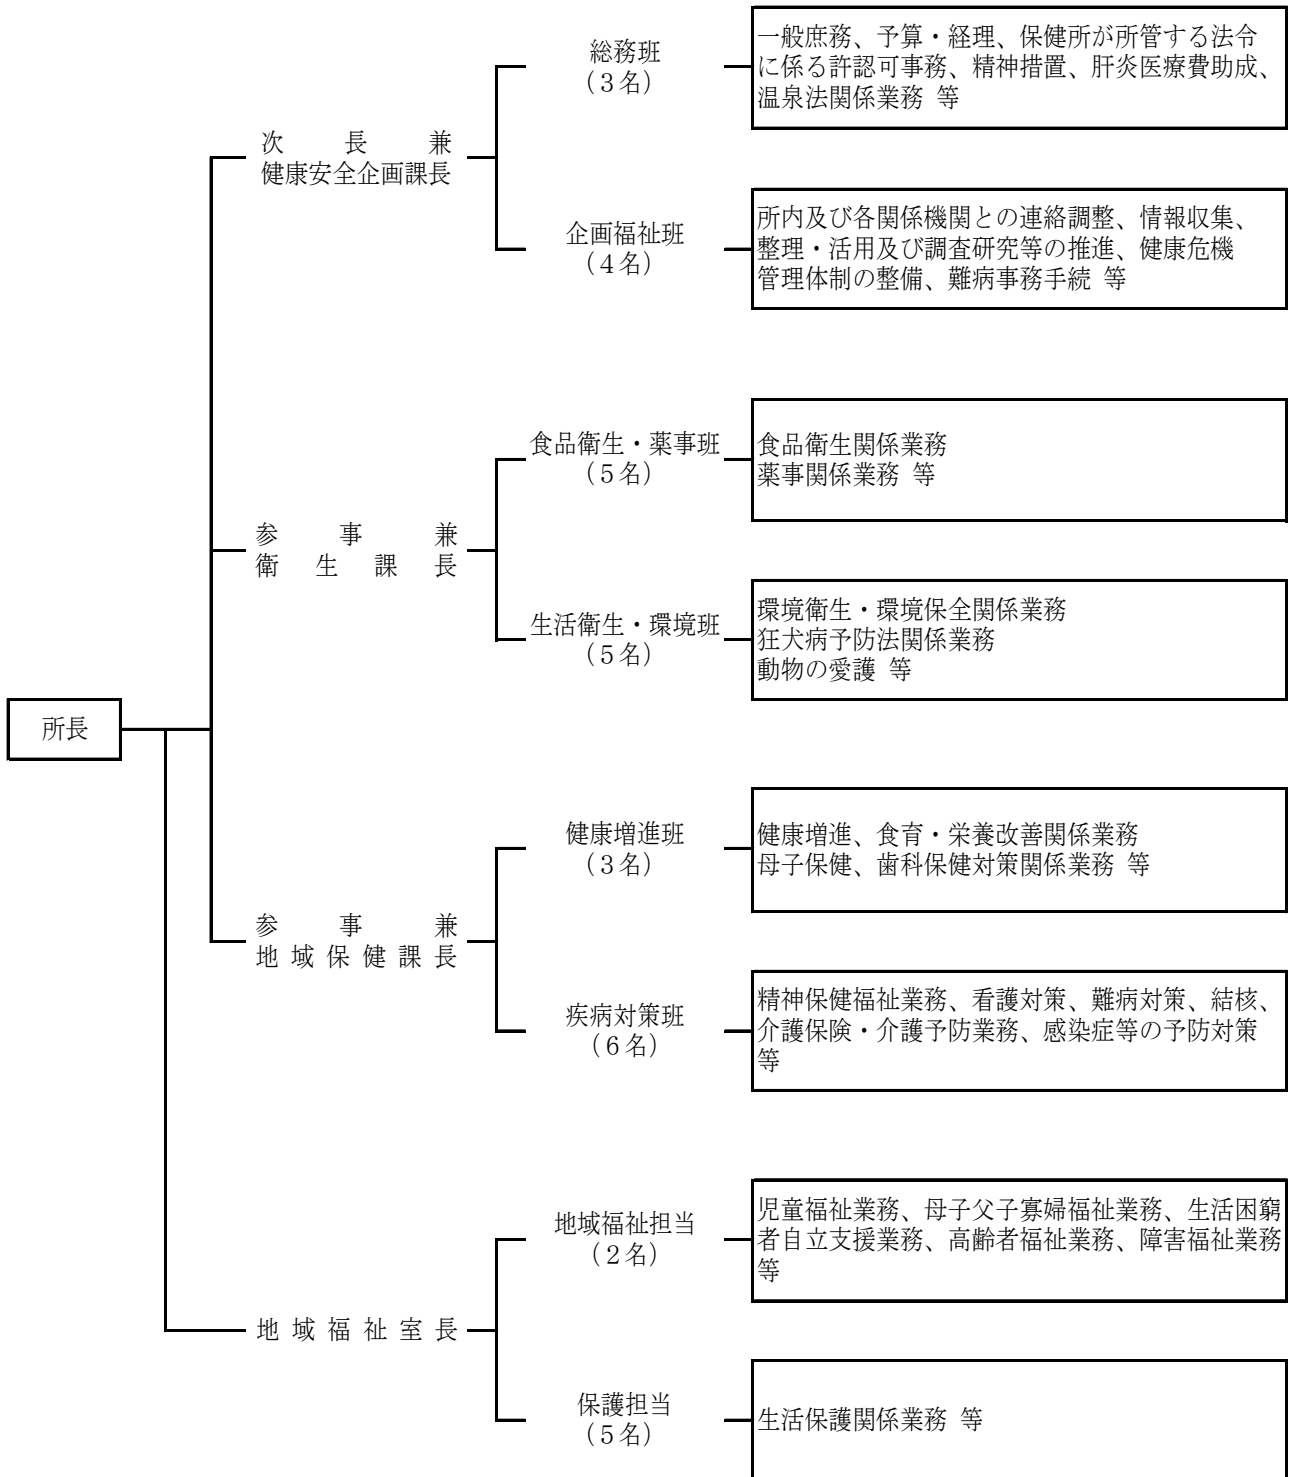 総務班
（３名）
一般庶務、予算・経理、保健所が所管する法令
に係る許認可事務、精神措置、肝炎医療費助成、
温泉法関係業務 等
次長兼
健康安全企画課長
企画福祉班
（４名）
所内及び各関係機関との連絡調整、情報収集、
整理・活用及び調査研究等の推進、健康危機
管理体制の整備、難病事務手続 等
食品衛生・薬事班
（５名）
食品衛生関係業務
薬事関係業務 等
参事兼
衛生課長
生活衛生・環境班
（５名）
環境衛生・環境保全関係業務
狂犬病予防法関係業務
動物の愛護 等
所長
健康増進班
（３名）
健康増進、食育・栄養改善関係業務
母子保健、歯科保健対策関係業務 等
参事兼
地域保健課長
疾病対策班
（６名）
精神保健福祉業務、看護対策、難病対策、結核、
介護保険・介護予防業務、感染症等の予防対策
等
地域福祉担当
（２名）
児童福祉業務、母子父子寡婦福祉業務、生活困窮
者自立支援業務、高齢者福祉業務、障害福祉業務
等
地域福祉室長
保護担当
（５名）
生活保護関係業務 等